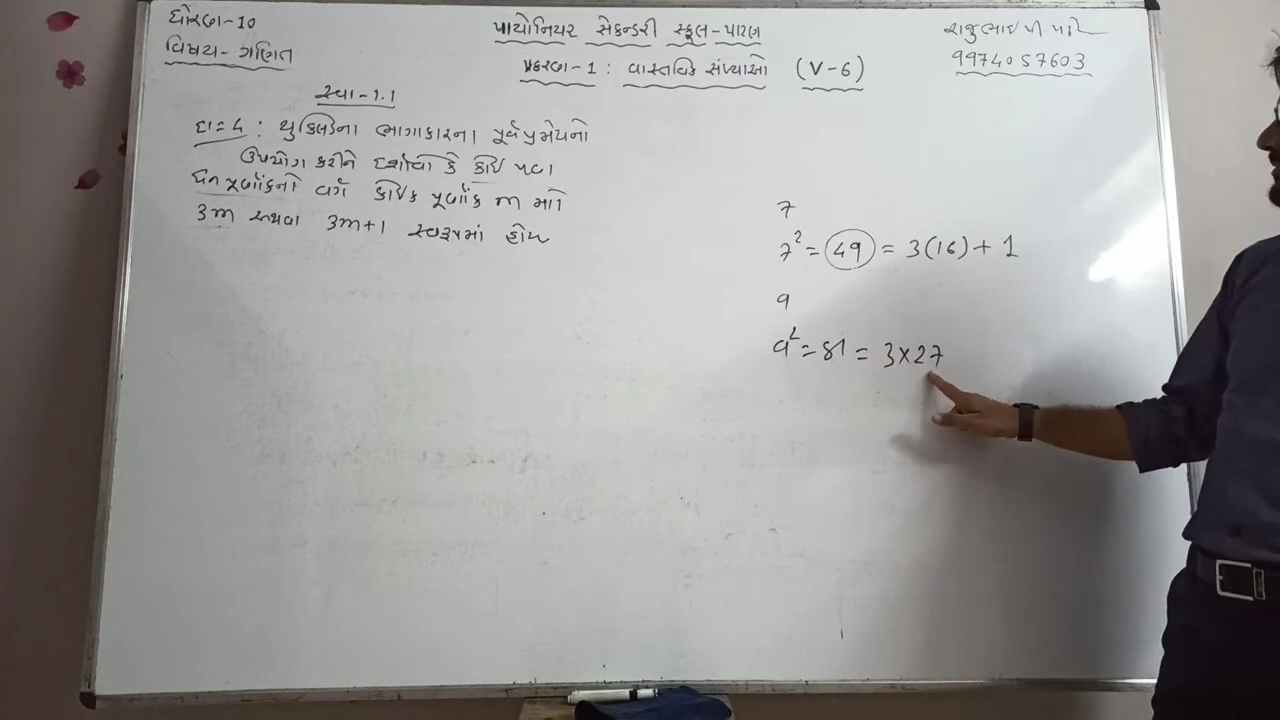 ધોરણ-10
વિષય- ગણિત
પાયોનિયર સેકન્ડરી સ્કૂલ-પાટણ
પ્રકરણ-1: વાસ્તવિક સંખ્યાઓ (V-6)
રાજુભાઇ પી
9974057603
સ્વા-1.1
દા=4: યુક્લિડના ભાગાકારના પૂર્વપ્રમેયનો
ઉપયોગ કરીને દર્શાવો કે કોઇ પણ
ધન પૂર્ણાંકનો વર્ગ કોઇક પૂર્ણાંક m માટે
3m અથવા 3m+1 સ્વરૂપમાં હોય
7
7² = 49 = 3(16) + 1
9
9² = 81 = 3×27